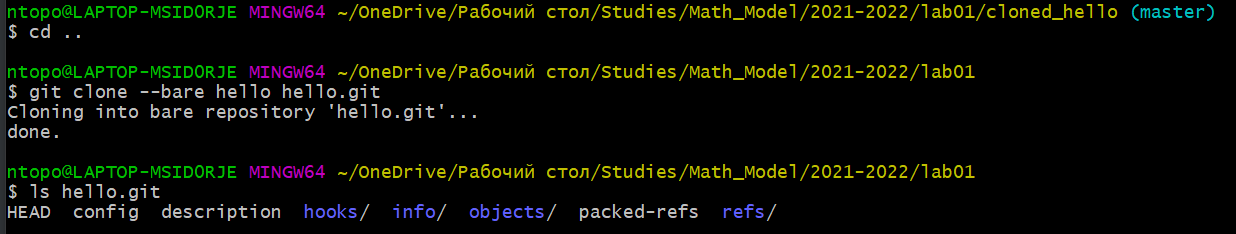 ntopo@LAPTOP-MSIDORJE MINGW64 ~/OneDrive/Рабочий стол/Studies/Math_Model/2021-2022/lab01/cloned_hello (master)
$ cd ..
ntopo@LAPTOP-MSIDORJE MINGW64 ~/OneDrive/Рабочий стол/Studies/Math_Model/2021-2022/lab01
$ git clone --bare hello hello.git
Cloning into bare repository 'hello.git'...
done.
ntopo@LAPTOP-MSIDORJE MINGW64 ~/OneDrive/Рабочий стол/Studies/Math_Model/2021-2022/lab01
$ ls hello.git
HEAD  config  description  hooks/  info/  objects/  packed-refs  refs/